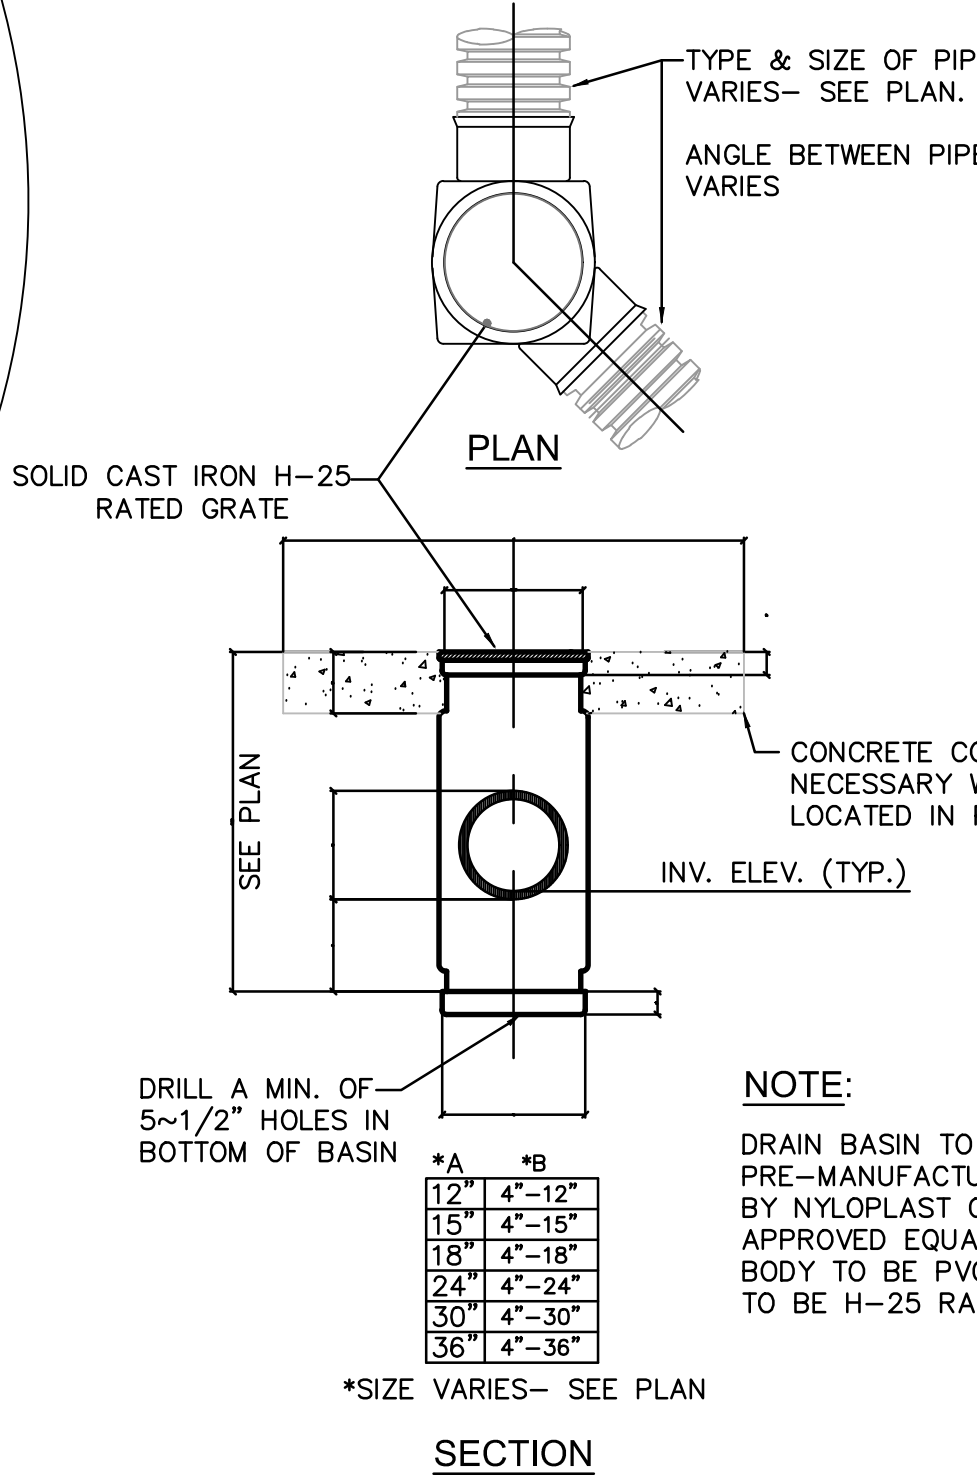 TYPE & SIZE OF PIP
VARIES- SEE PLAN.
ANGLE BETWEEN PIPE
VARIES
PLAN
SOLID CAST IRON H-25
RATED GRATE
SEE PLAN
CONCRETE CO
NECESSARY W
LOCATED IN
INV. ELEV. (TYP.)
DRILL A MIN. OF
5~1/2" HOLES IN
BOTTOM OF BASIN
NOTE:
DRAIN BASIN TO
PRE-MANUFACTU
BY NYLOPLAST O
APPROVED EQUA
BODY TO BE PVC
TO BE H-25 RA
*A *B
12" 4"-12"
15" 4"-15"
18" 4"-18"
24" 4"-24"
30" 4"-30"
36" 4"-36"
*SIZE VARIES- SEE PLAN
SECTION